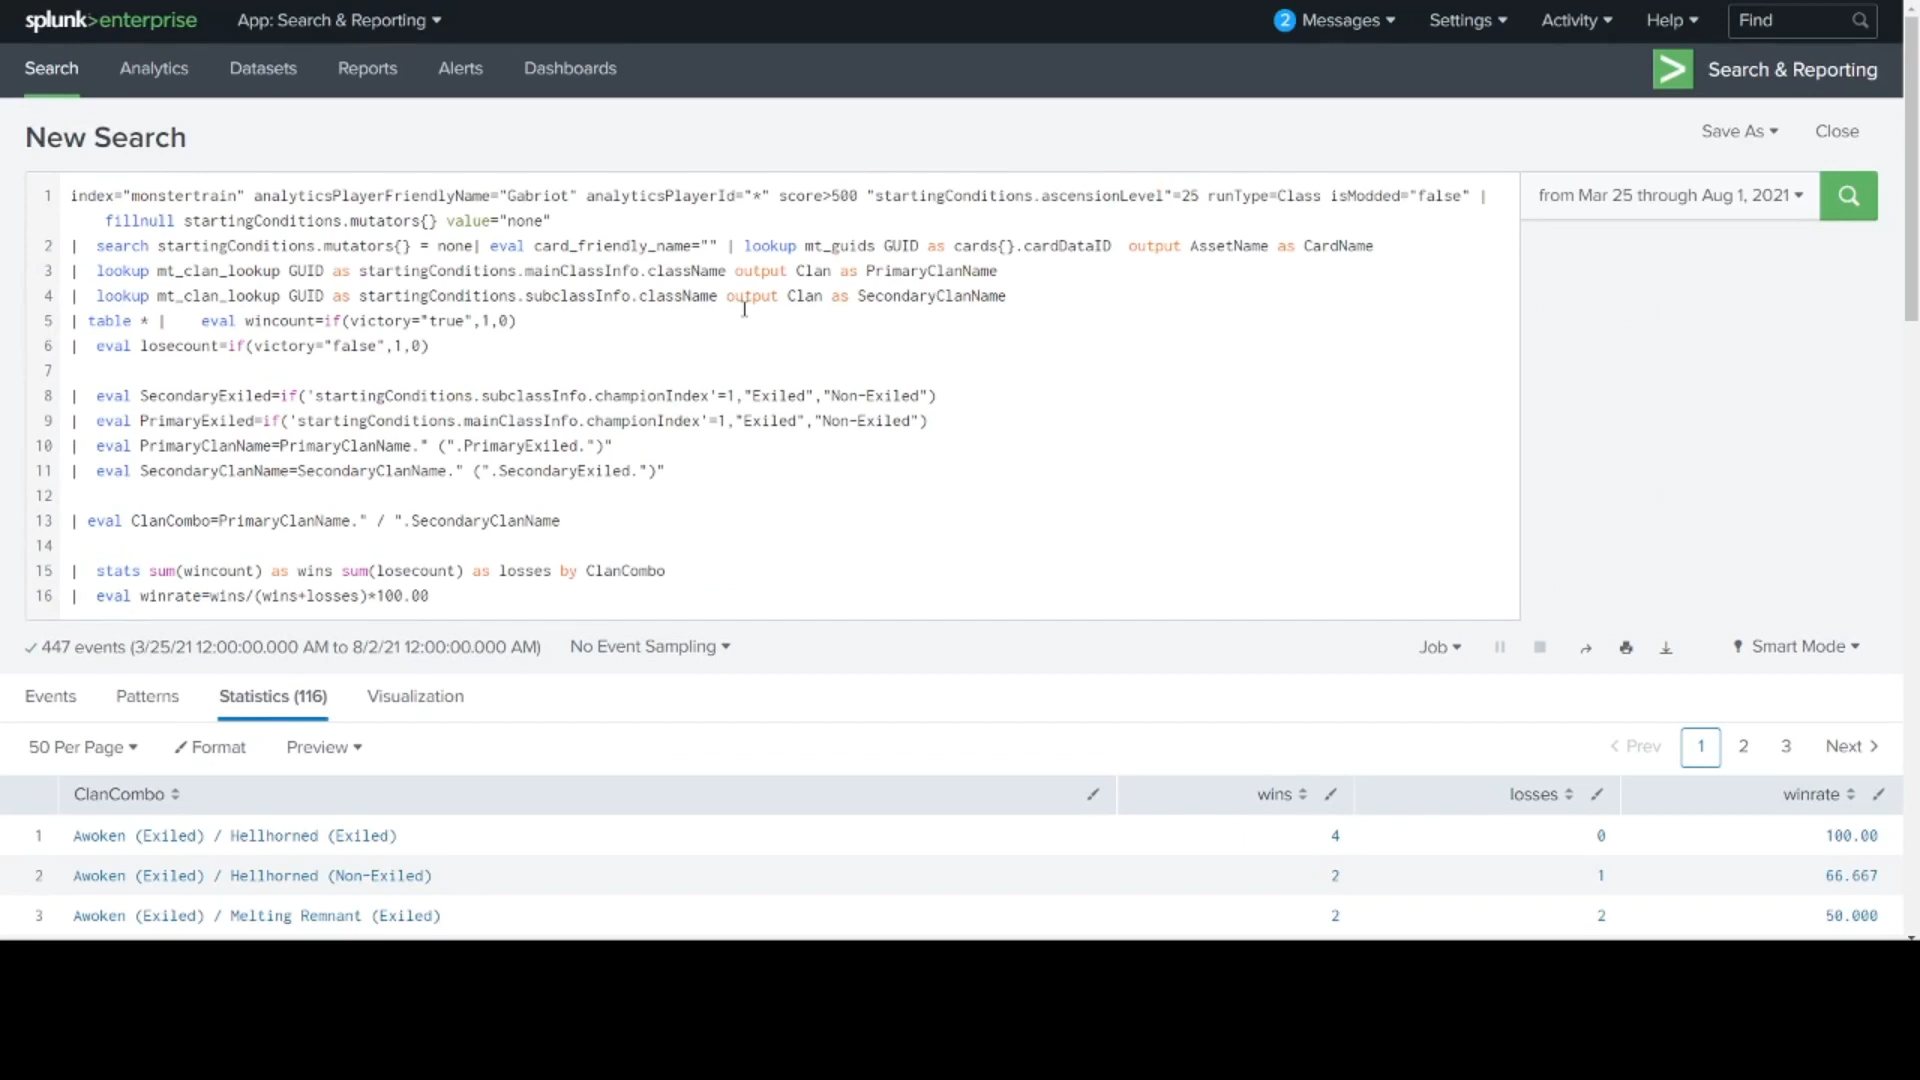 splunk>enterprise App: Search & Reporting 2 Messages Settings Activity Help Find
Search Analytics Datasets Reports Alerts Dashboards > Search & Reporting
New Search Save As Close
1 index="monstertrain" analyticsPlayerFriendlyName="Gabriot" analyticsPlayerId="*" score>500 "startingConditions.ascensionLevel"=25 runType=Class isModded="false" | from Mar 25 through Aug 1, 2021
fillnull startingConditions.mutators{} value="none"
2 | search startingConditions.mutators{} = none| eval card_friendly_name="" | lookup mt_guids GUID as cards{}.cardDataID output AssetName as CardName
3 | lookup mt_clan_lookup GUID as startingConditions.mainClassInfo.className output Clan as PrimaryClanName
4 | lookup mt_clan_lookup GUID as startingConditions.subclassInfo.className output Clan as SecondaryClanName
5 | table * | eval wincount=if(victory="true",1,0)
6 | eval losecount=if(victory="false",1,0)
7
8 | eval SecondaryExiled=if('startingConditions.subclassInfo.championIndex'=1,"Exiled","Non-Exiled")
9 | eval PrimaryExiled=if('startingConditions.mainClassInfo.championIndex'=1,"Exiled","Non-Exiled")
10 | eval PrimaryClanName=PrimaryClanName." (".PrimaryExiled.")"
11 | eval SecondaryClanName=SecondaryClanName." (".SecondaryExiled.")"
12
13 | eval ClanCombo=PrimaryClanName." / ".SecondaryClanName
14
15 | stats sum(wincount) as wins sum(losecount) as losses by ClanCombo
16 | eval winrate=wins/(wins+losses)*100.00
✓ 447 events (3/25/21 12:00:00.000 AM to 8/2/21 12:00:00.000 AM) No Event Sampling Job Smart Mode
Events Patterns Statistics (116) Visualization
50 Per Page Format Preview < Prev 1 2 3 Next >
ClanCombo wins losses winrate
1 Awoken (Exiled) / Hellhorned (Exiled) 4 0 100.00
2 Awoken (Exiled) / Hellhorned (Non-Exiled) 2 1 66.667
3 Awoken (Exiled) / Melting Remnant (Exiled) 2 2 50.000